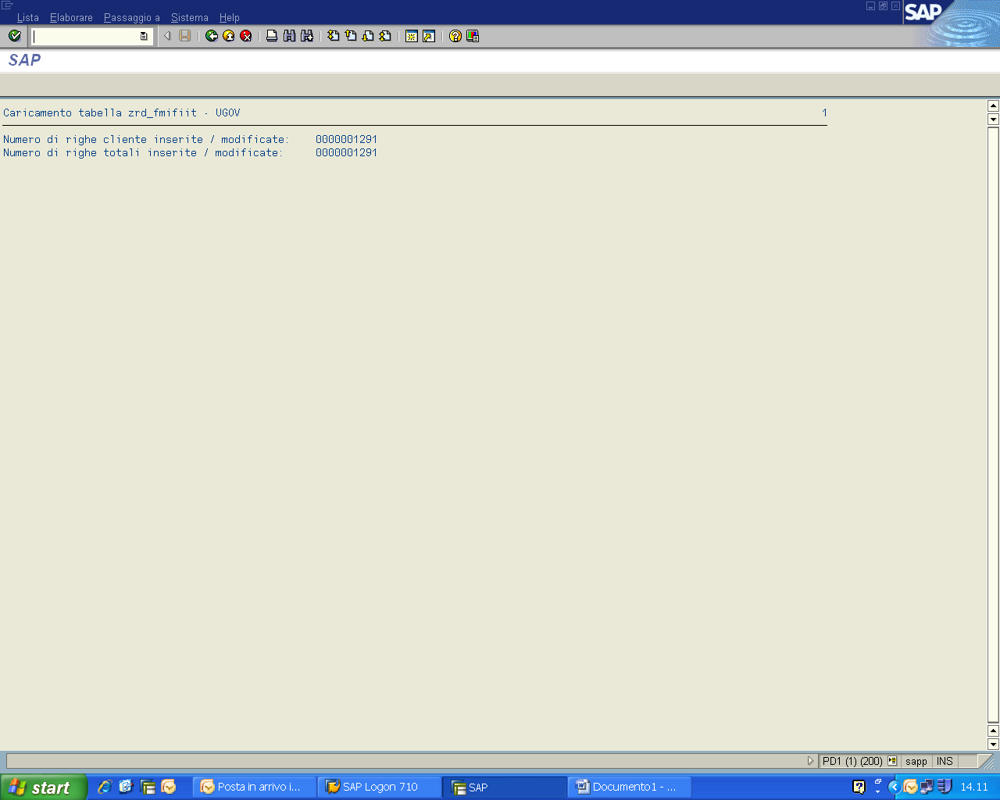 Lista Elaborare Passaggio a Sistema Help
SAP
SAP
Caricamento tabella zrd_fmifiit - UGOV 1
Numero di righe cliente inserite / modificate: 0000001291
Numero di righe totali inserite / modificate: 0000001291
PD1 (1) (200) sapp INS
start Posta in arrivo i... SAP Logon 710 SAP Documento1 - ... 14.11